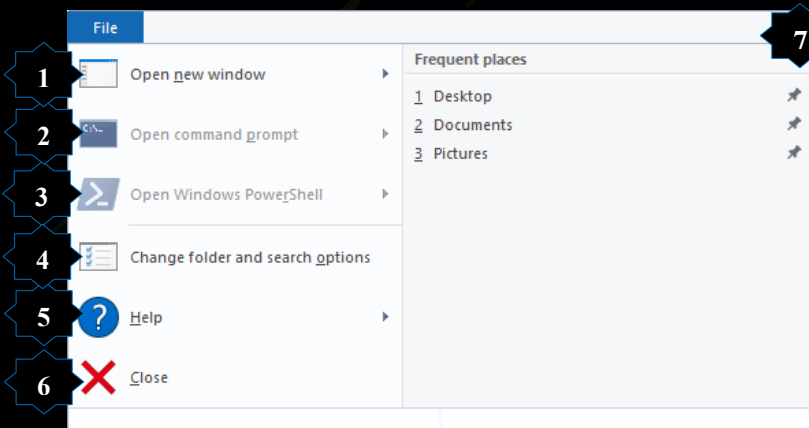 File
7
1 Open new window
2 Open command prompt
3 Open Windows PowerShell
4 Change folder and search options
5 ? Help
6 Close
Frequent places
1 Desktop
2 Documents
3 Pictures